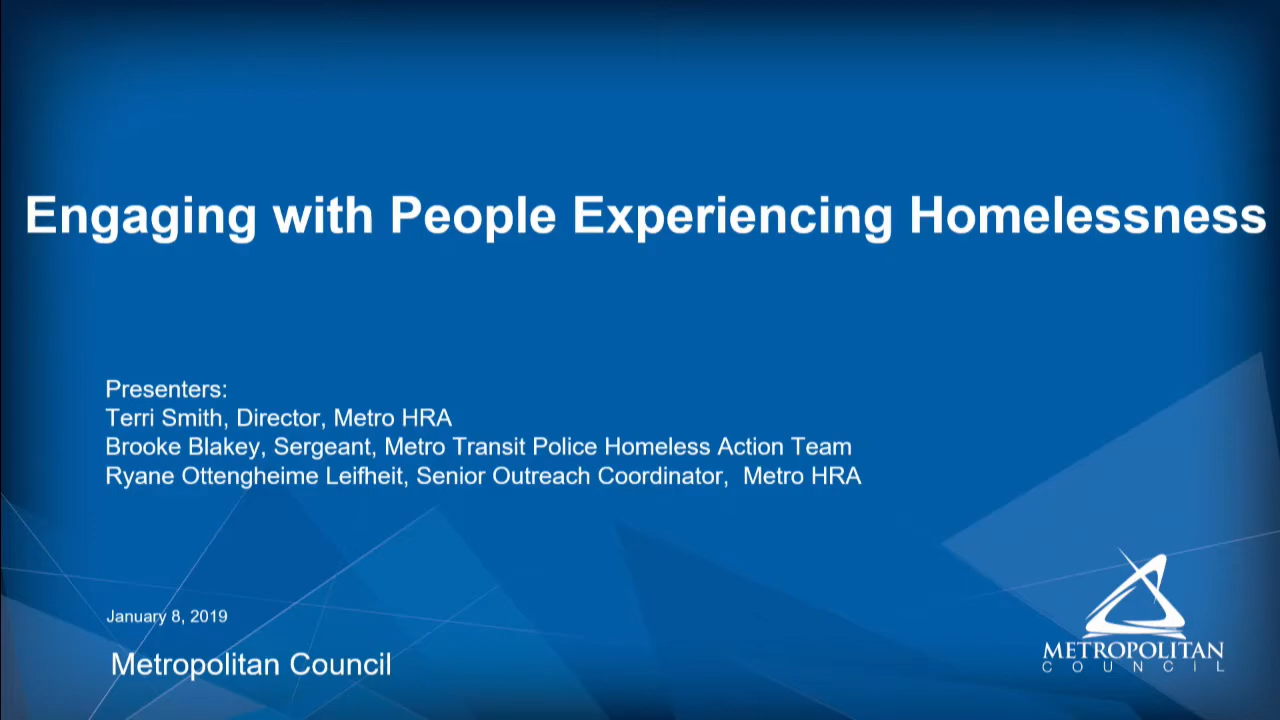 Engaging with People Experiencing Homelessness
Presenters:
Terri Smith, Director, Metro HRA
Brooke Blakey, Sergeant, Metro Transit Police Homeless Action Team
Ryane Ottengheime Leifheit, Senior Outreach Coordinator,  Metro HRA
January 8, 2019
Metropolitan Council
METROPOLITAN
COUNCIL